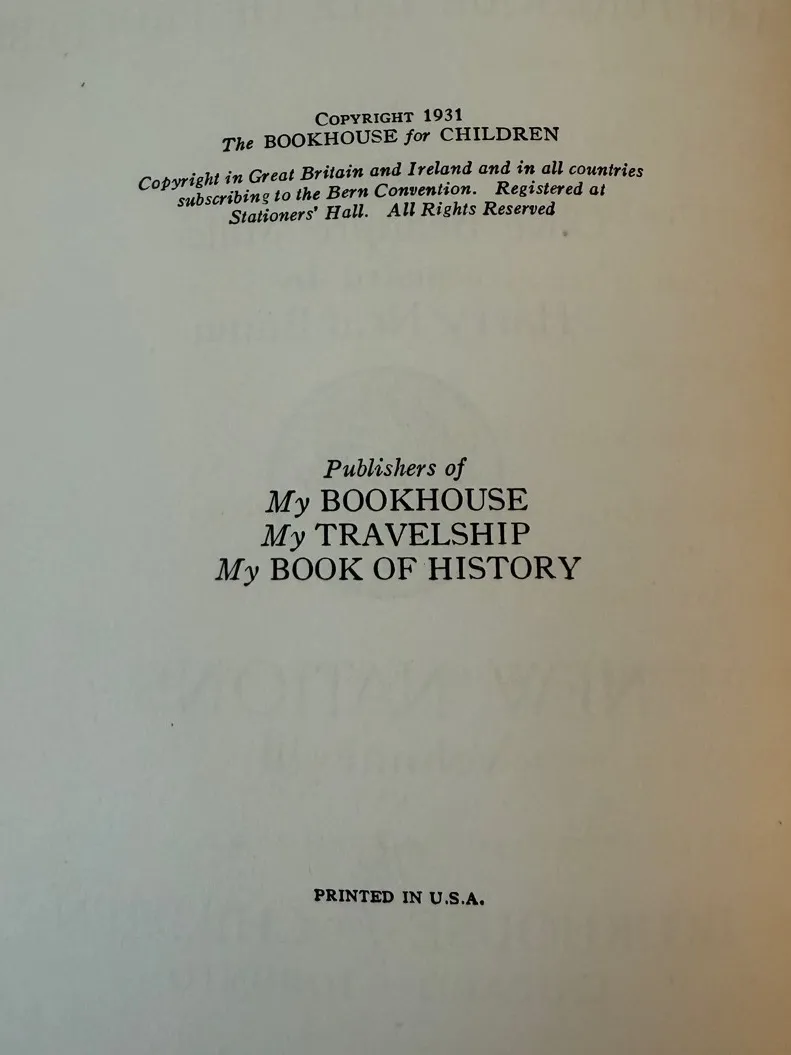 COPYRIGHT 1931
The BOOKHOUSE for CHILDREN
Copyright in Great Britain and Ireland and in all countries
subscribing to the Bern Convention. Registered at
Stationers' Hall. All Rights Reserved
Publishers of
My BOOKHOUSE
My TRAVELSHIP
My BOOK OF HISTORY
PRINTED IN U.S.A.